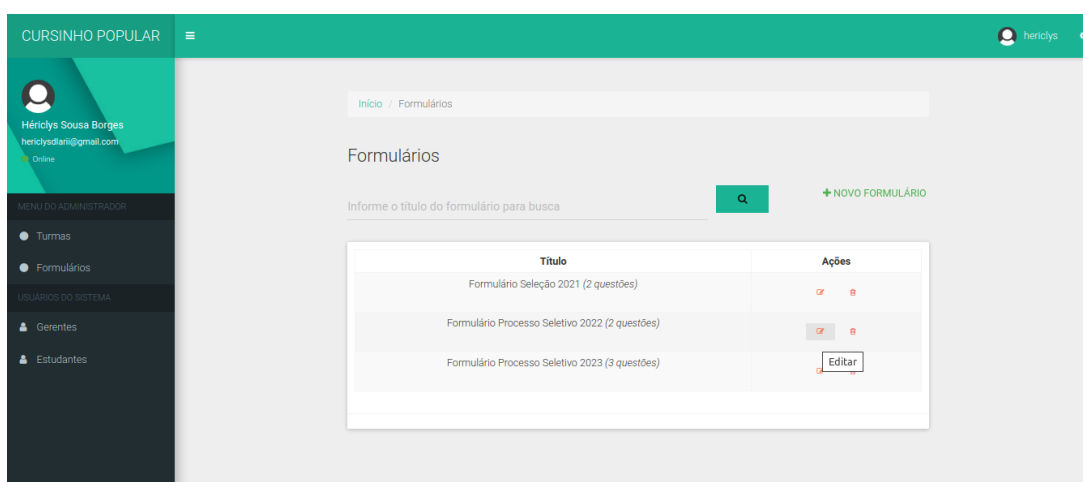 CURSINHO POPULAR
hericlys
Hériclys Sousa Borges
hericlysdlarii@gmail.com
Online
MENU DO ADMINISTRADOR
Turmas
Formulários
USUÁRIOS DO SISTEMA
Gerentes
Estudantes
Início / Formulários
Formulários
Informe o título do formulário para busca
NOVO FORMULÁRIO
Título Ações
Formulário Seleção 2021 (2 questões)
Formulário Processo Seletivo 2022 (2 questões)
Formulário Processo Seletivo 2023 (3 questões)
Editar